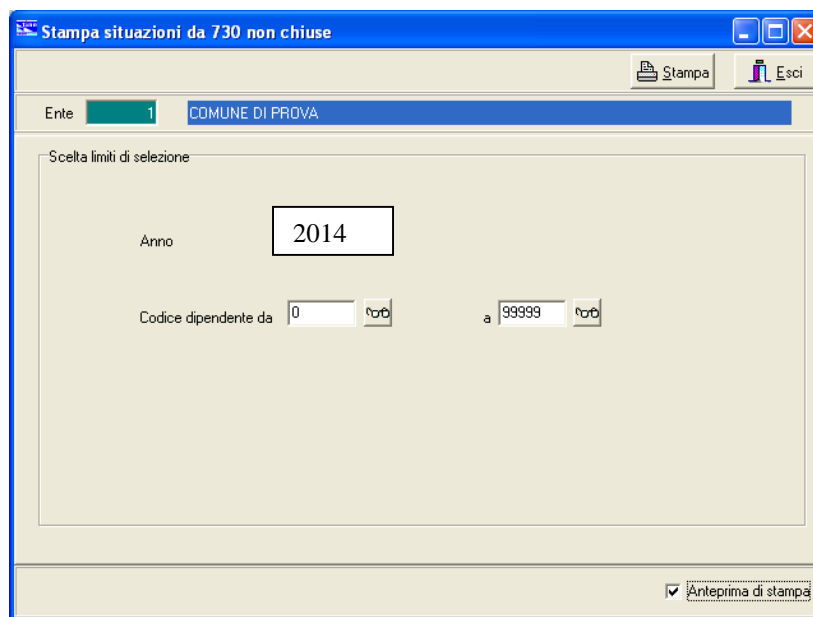 Stampa situazioni da 730 non chiuse
Stampa Esci
Ente 1 COMUNE DI PROVA
Scelta limiti di selezione
Anno 2014
Codice dipendente da 0 a 99999
Anteprima di stampa